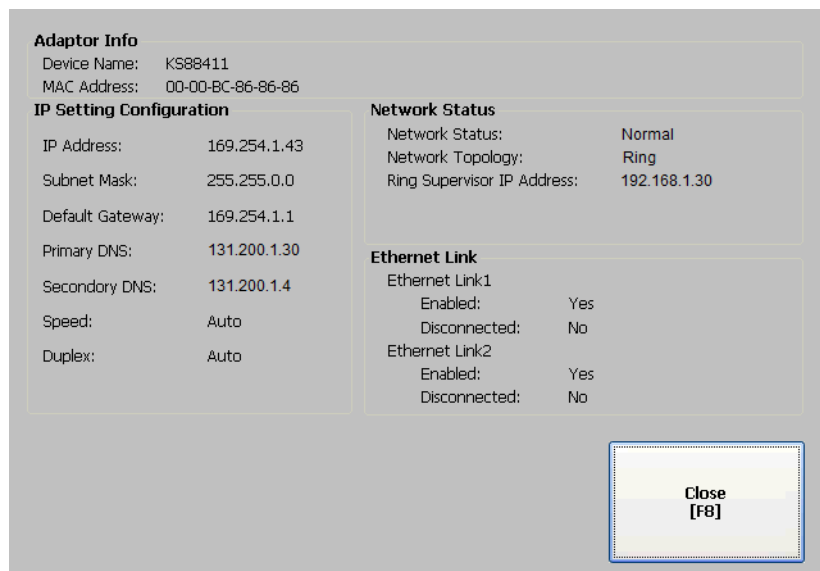 Adaptor Info
Device Name: KS88411
MAC Address: 00-00-BC-86-86-86
IP Setting Configuration
IP Address: 169.254.1.43
Subnet Mask: 255.255.0.0
Default Gateway: 169.254.1.1
Primary DNS: 131.200.1.30
Secondory DNS: 131.200.1.4
Speed: Auto
Duplex: Auto
Network Status
Network Status: Normal
Network Topology: Ring
Ring Supervisor IP Address: 192.168.1.30
Ethernet Link
Ethernet Link1
Enabled: Yes
Disconnected: No
Ethernet Link2
Enabled: Yes
Disconnected: No
Close
[F8]